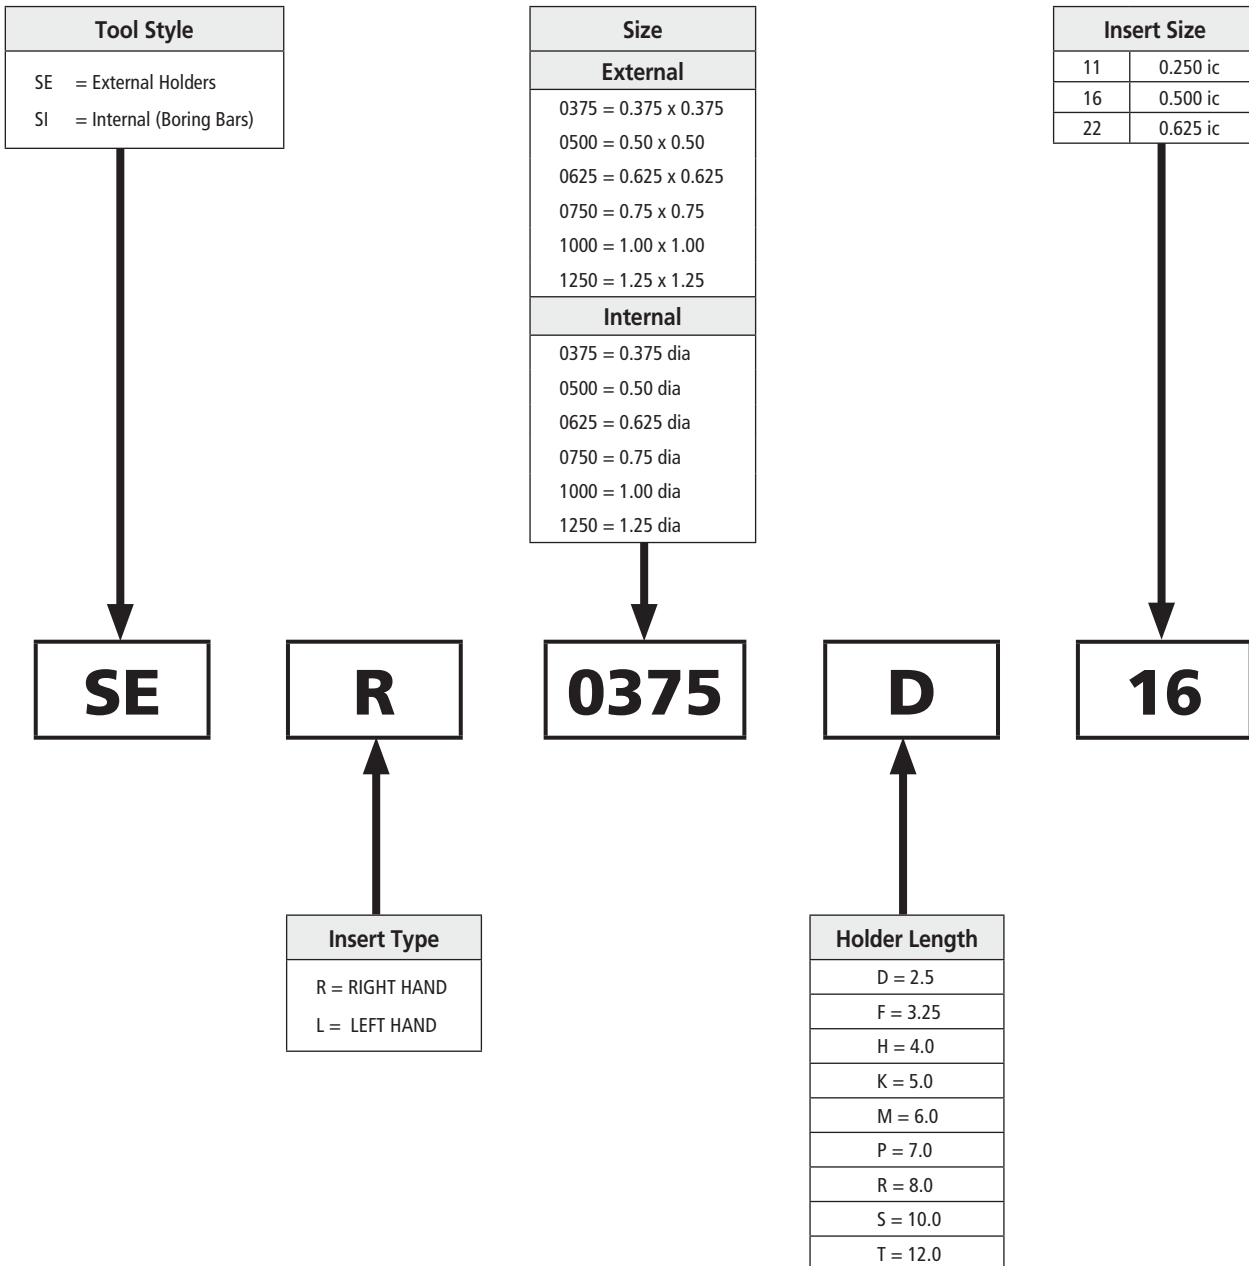 Tool Style
SE = External Holders
SI = Internal (Boring Bars)
Size
External
0375 = 0.375 x 0.375
0500 = 0.50 x 0.50
0625 = 0.625 x 0.625
0750 = 0.75 x 0.75
1000 = 1.00 x 1.00
1250 = 1.25 x 1.25
Internal
0375 = 0.375 dia
0500 = 0.50 dia
0625 = 0.625 dia
0750 = 0.75 dia
1000 = 1.00 dia
1250 = 1.25 dia
Insert Size
11 0.250 ic
16 0.500 ic
22 0.625 ic
SE R 0375 D 16
Insert Type
R = RIGHT HAND
L = LEFT HAND
Holder Length
D = 2.5
F = 3.25
H = 4.0
K = 5.0
M = 6.0
P = 7.0
R = 8.0
S = 10.0
T = 12.0